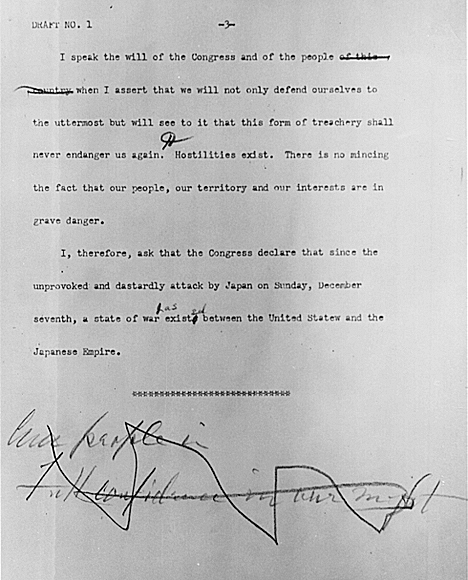 DRAFT NO. 1 -3-
I speak the will of the Congress and of the people of this
country when I assert that we will not only defend ourselves to
the uttermost but will see to it that this form of treachery shall
never endanger us again. Hostilities exist. There is no mincing
the fact that our people, our territory and our interests are in
grave danger.
I, therefore, ask that the Congress declare that since the
unprovoked and dastardly attack by Japan on Sunday, December
has ed
seventh, a state of war exists between the United Statew and the
Japanese Empire.
*******************************
people in
confidence in our might